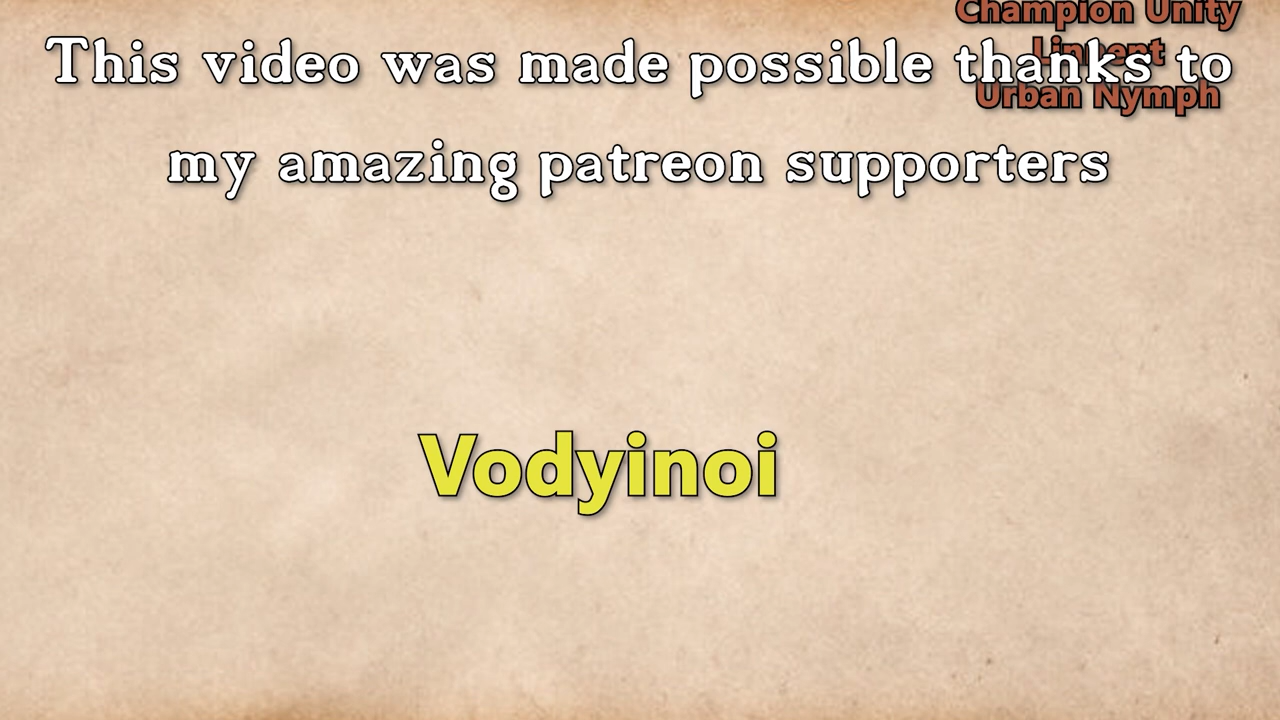 Champion Unity
This video was made possible thanks to
Urban Nymph
my amazing patreon supporters
Vodyinoi